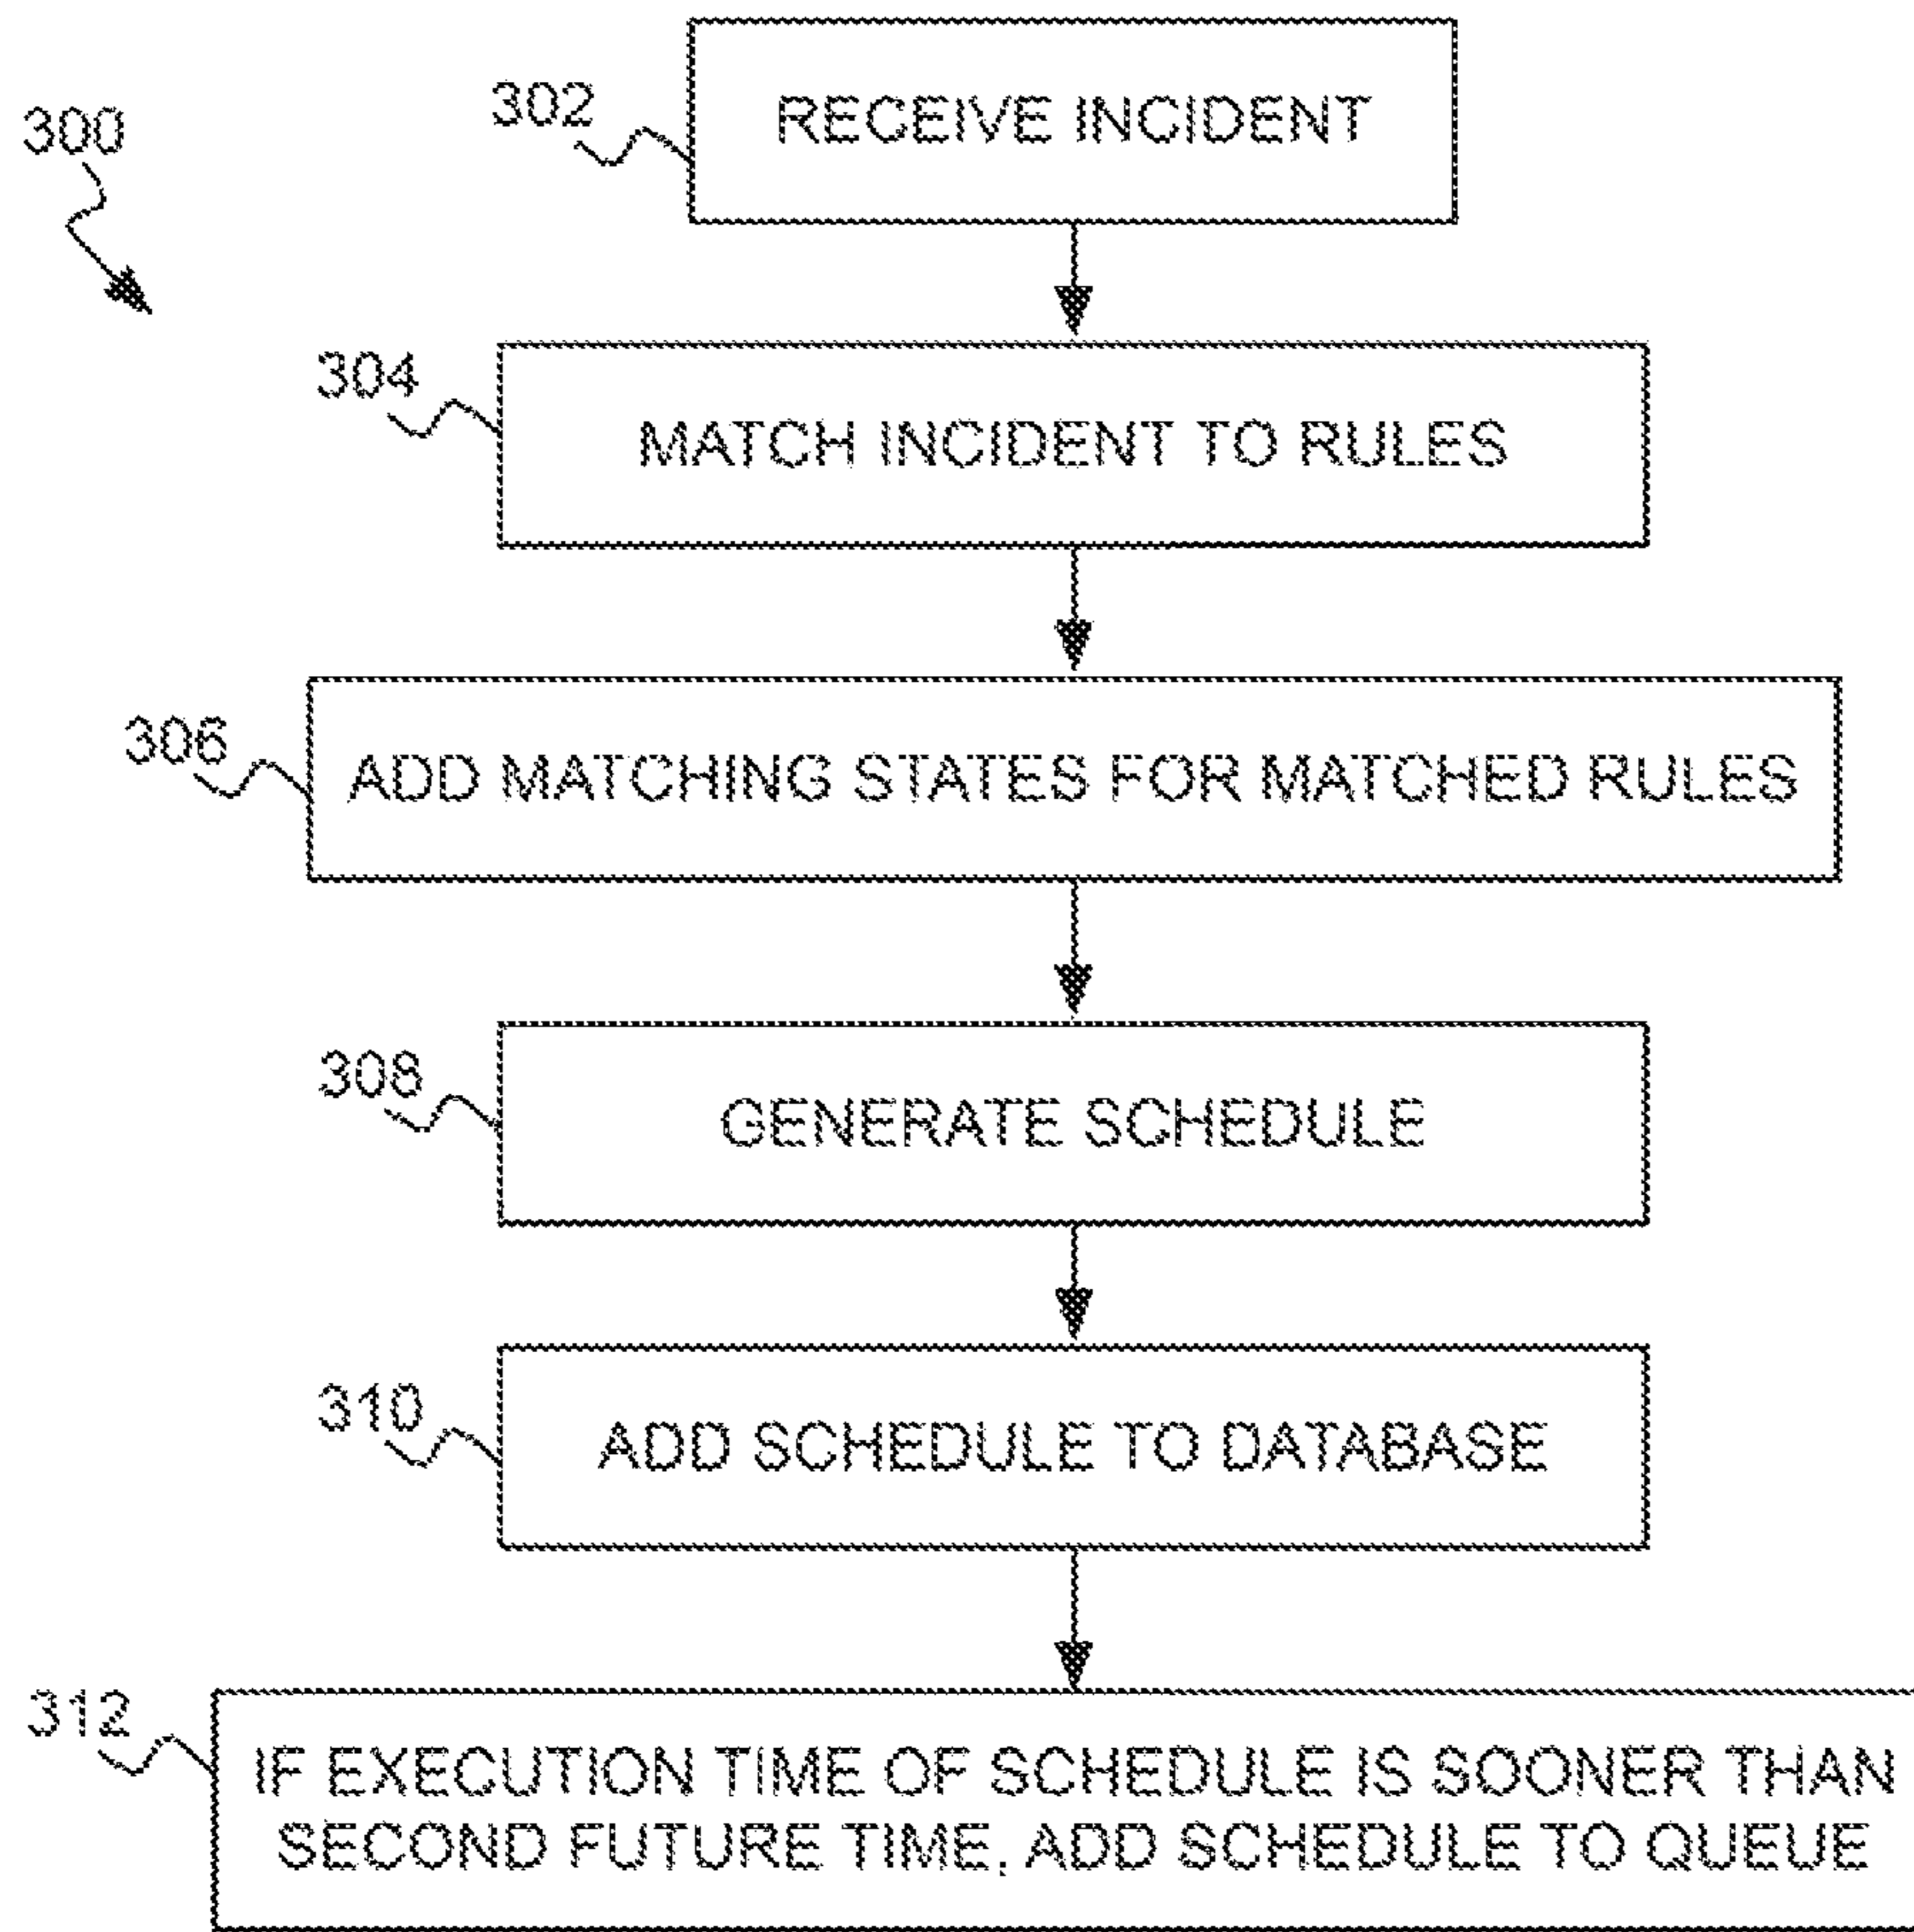 300
302
RECEIVE INCIDENT
304
MATCH INCIDENT TO RULES
306
ADD MATCHING STATES FOR MATCHED RULES
308
GENERATE SCHEDULE
310
ADD SCHEDULE TO DATABASE
312
IF EXECUTION TIME OF SCHEDULE IS SOONER THAN
SECOND FUTURE TIME, ADD SCHEDULE TO QUEUE